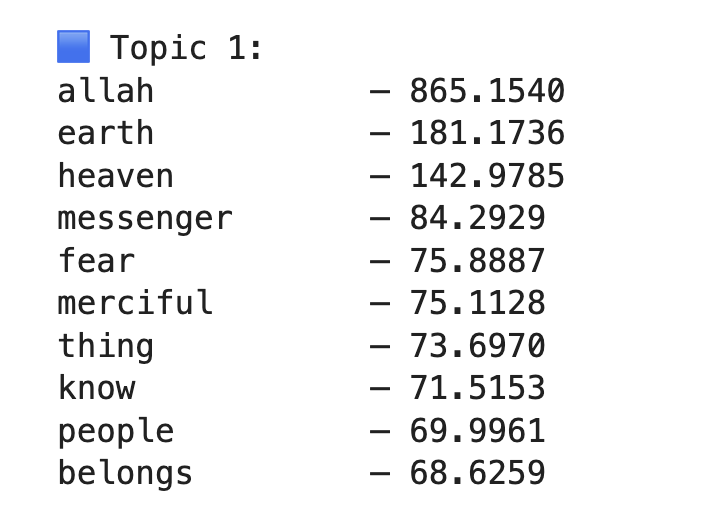 🟦 Topic 1:
allah — 865.1540
earth — 181.1736
heaven — 142.9785
messenger — 84.2929
fear — 75.8887
merciful — 75.1128
thing — 73.6970
know — 71.5153
people — 69.9961
belongs — 68.6259